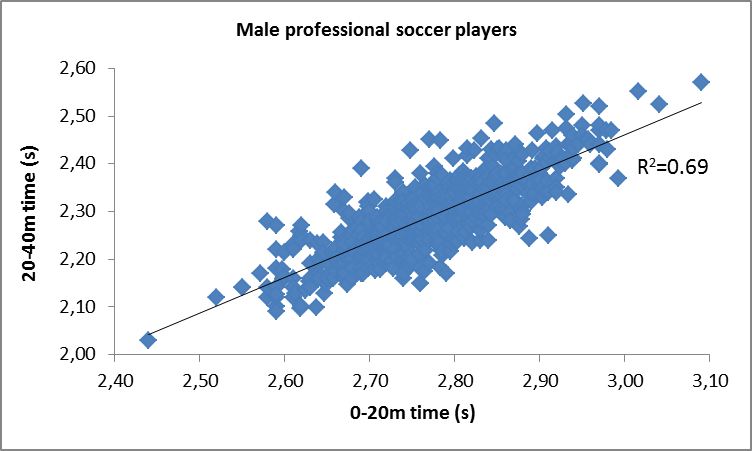 Male professional soccer players
20-40m time (s)
2,60
2,50
2,40
2,30
2,20
2,10
2,00
R²=0.69
2,40 2,50 2,60 2,70 2,80 2,90 3,00 3,10
0-20m time (s)